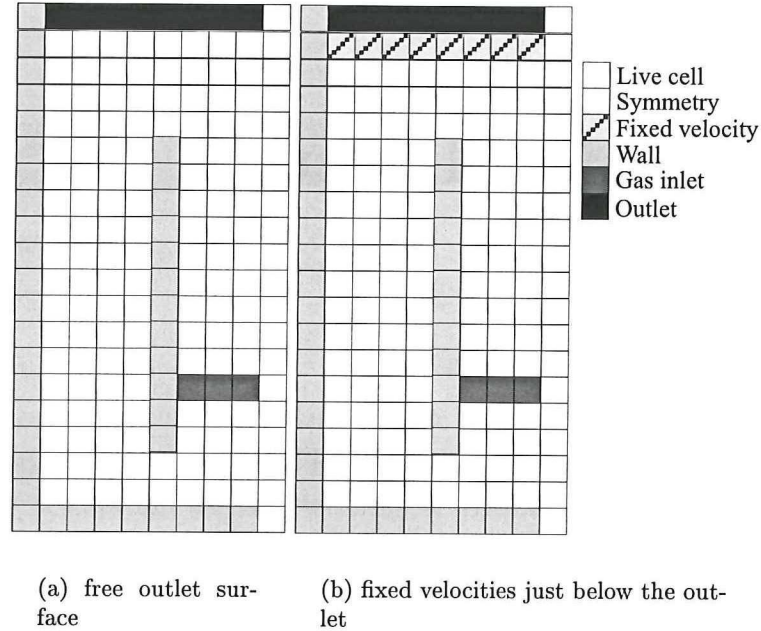 Live cell
Symmetry
Fixed velocity
Wall
Gas inlet
Outlet
(a) free outlet sur-
face
(b) fixed velocities just below the out-
let